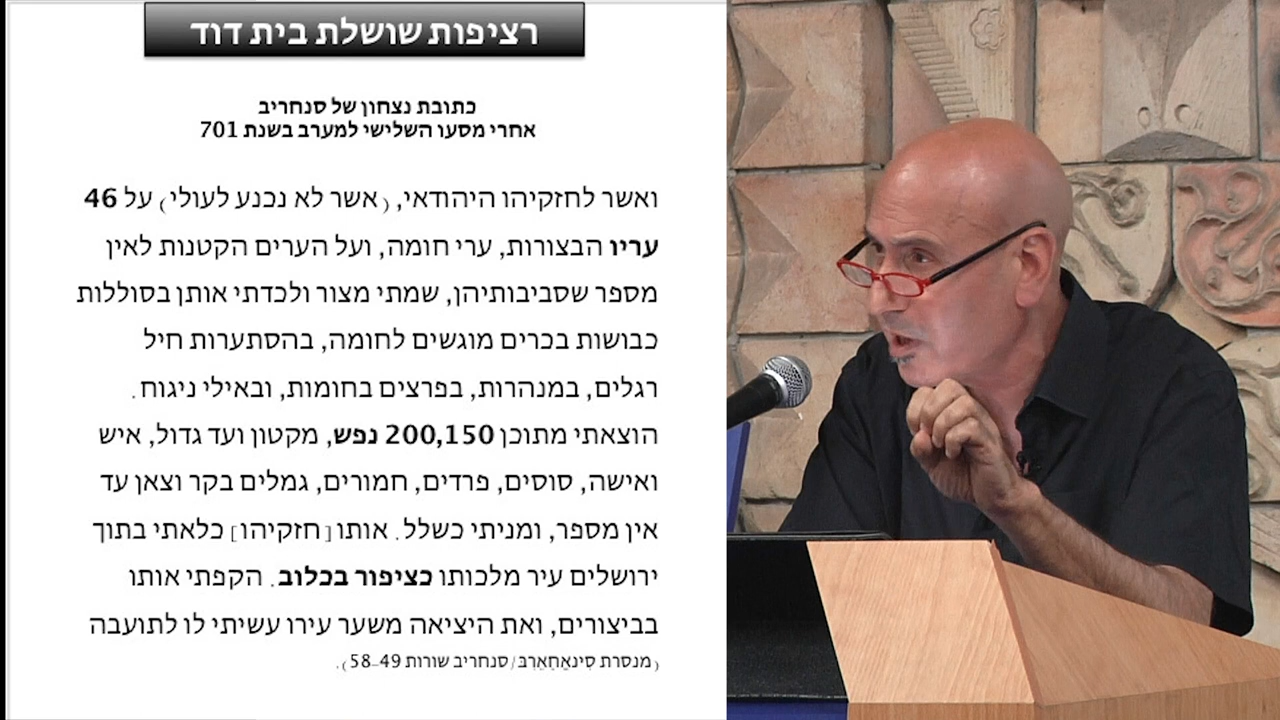 רציפות שושלת בית דוד
כתובת נצחון של סנחריב
אחרי מסעו השלישי למערב בשנת 701
ואשר לחזקיהו היהודאי, (אשר לא נכנע לעולי) על 46
עריו הבצורות, ערי חומה, ועל הערים הקטנות לאין
מספר שסביבותיהן, שמתי מצור ולכדתי אותן בסוללות
כבושות בכרים מוגשים לחומה, בהסתערות חיל
רגלים, במנהרות, בפרצים בחומות, ובאילי ניגוח.
הוצאתי מתוכן 200,150 נפש, מקטון ועד גדול, איש
ואישה, סוסים, פרדים, חמורים, גמלים בקר וצאן עד
אין מספר, ומניתי כשלל. אותו [חזקיהו] כלאתי בתוך
ירושלים עיר מלכותו כציפור בכלוב. הקפתי אותו
בביצורים, ואת היציאה משער עירו עשיתי לו לתועבה
(מנסרת סינאַחֶאֵרִבּ/סנחריב שורות 49–58).